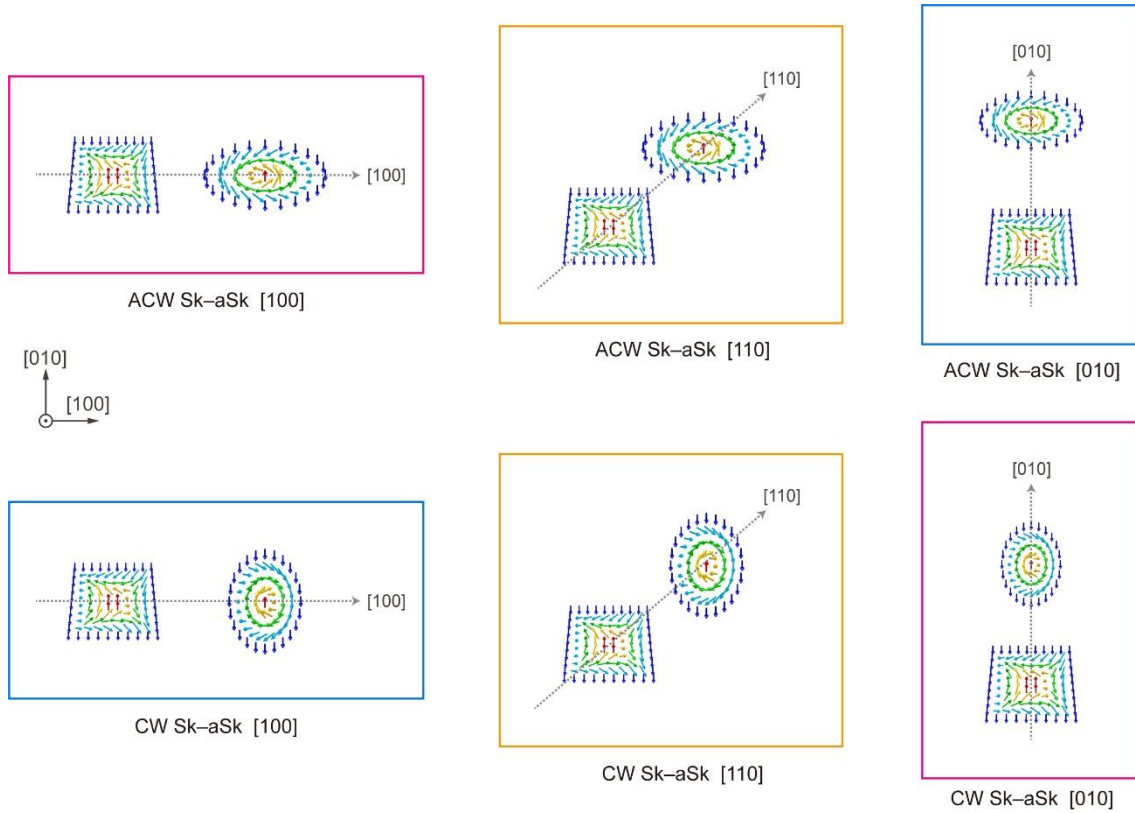 [100]
ACW Sk–aSk [100]
[110]
ACW Sk–aSk [110]
[010]
ACW Sk–aSk [010]
[010]
[100]
[100]
CW Sk–aSk [100]
[110]
CW Sk–aSk [110]
[010]
CW Sk–aSk [010]